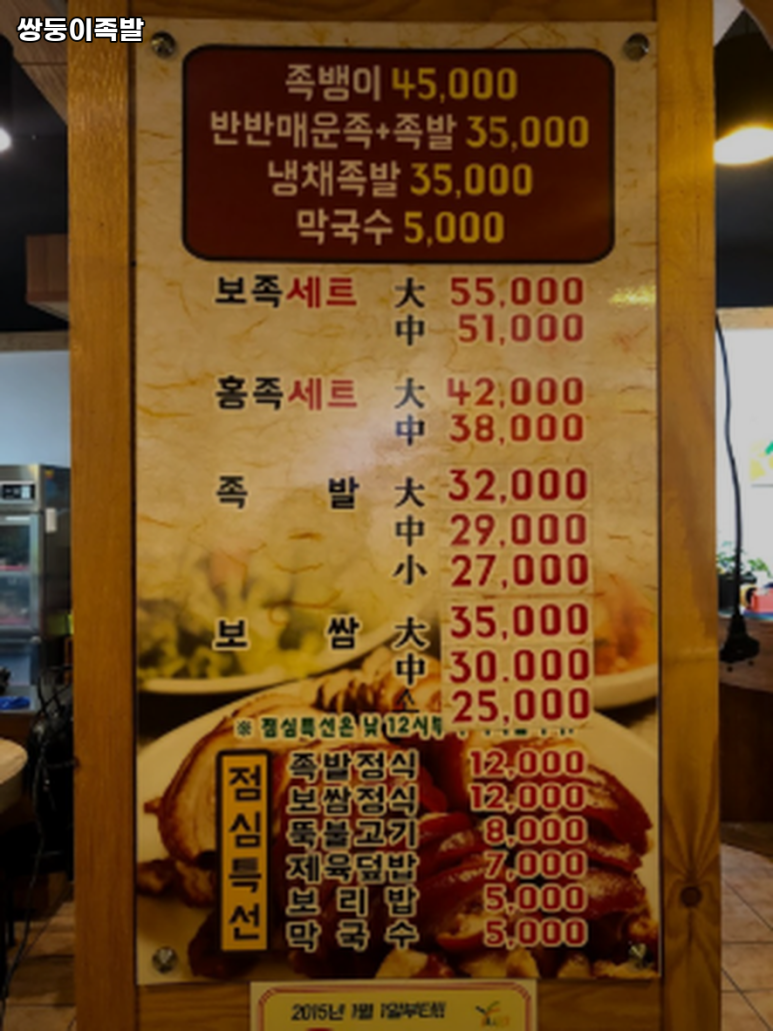 쌍둥이족발
족뱅이 45,000
반반매운족+족발 35,000
냉채족발 35,000
막국수 5,000
보족세트 大 55,000
中 51,000
홍족세트 大 42,000
中 38,000
족 발 大 32,000
中 29,000
小 27,000
보 쌈 大 35,000
中 30.000
25,000
※ 점심특선은 낮 12시부
점심특선
족발정식 12,000
보쌈정식 12,000
뚝불고기 8,000
제육덮밥 7,000
보리밥 5,000
막국수 5,000
2015년 1월 1일부터!!